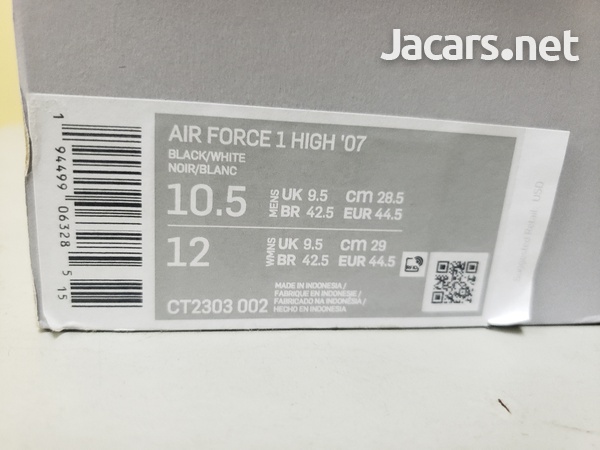 Jacars.net
AIR FORCE 1 HIGH '07
BLACK/WHITE
NOIR/BLANC
10.5 MENS UK 9.5 CM 28.5
BR 42.5 EUR 44.5
12 WMNS UK 9.5 CM 29
BR 42.5 EUR 44.5
MADE IN INDONESIA /
FABRIQUE EN INDONESIE /
FABRICADO NA INDONÉSIA /
HECHO EN INDONESIA
CT2303 002
1 94499 06328 5 15
USD